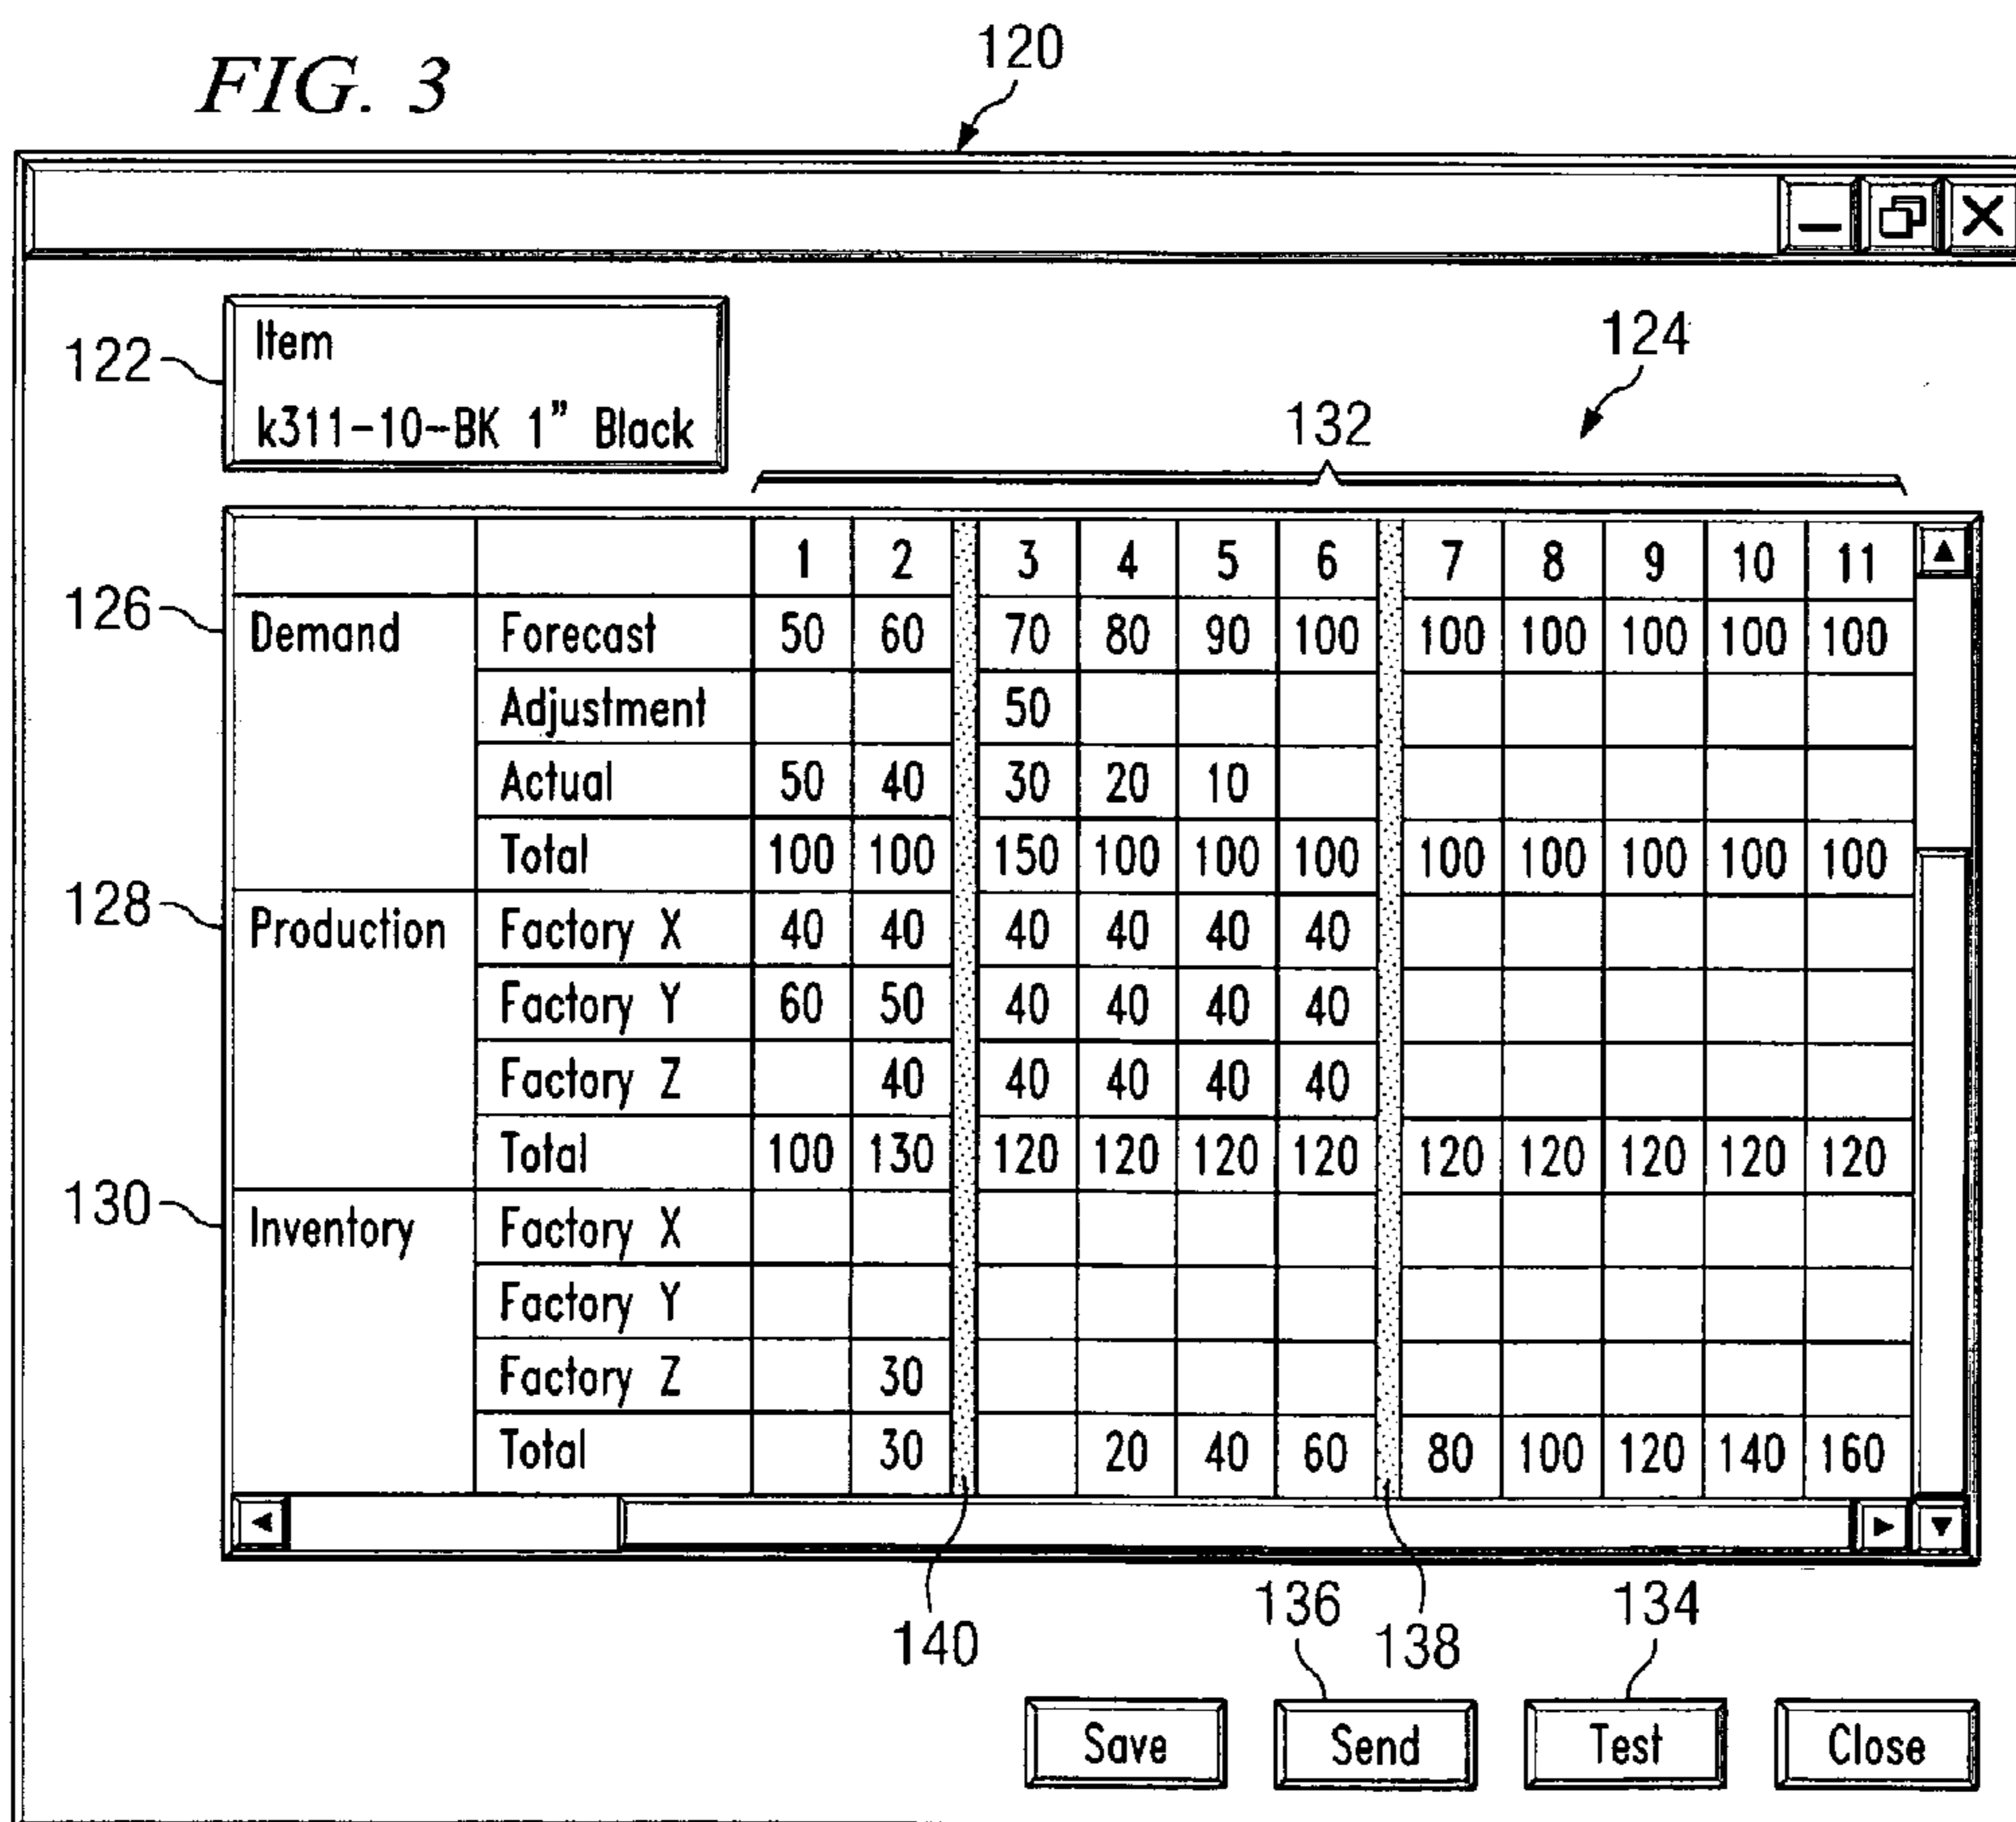 FIG. 3
120
122
Item
k311-10-BK 1” Black
124
132
1 2 3 4 5 6 7 8 9 10 11
126
Demand Forecast 50 60 70 80 90 100 100 100 100 100 100
Adjustment 50
Actual 50 40 30 20 10
Total 100 100 150 100 100 100 100 100 100 100 100
128
Production Factory X 40 40 40 40 40 40
Factory Y 60 50 40 40 40 40
Factory Z 40 40 40 40 40
Total 100 130 120 120 120 120 120 120 120 120 120
130
Inventory Factory X
Factory Y
Factory Z 30
Total 30 20 40 60 80 100 120 140 160
140
136
138
134
Save Send Test Close